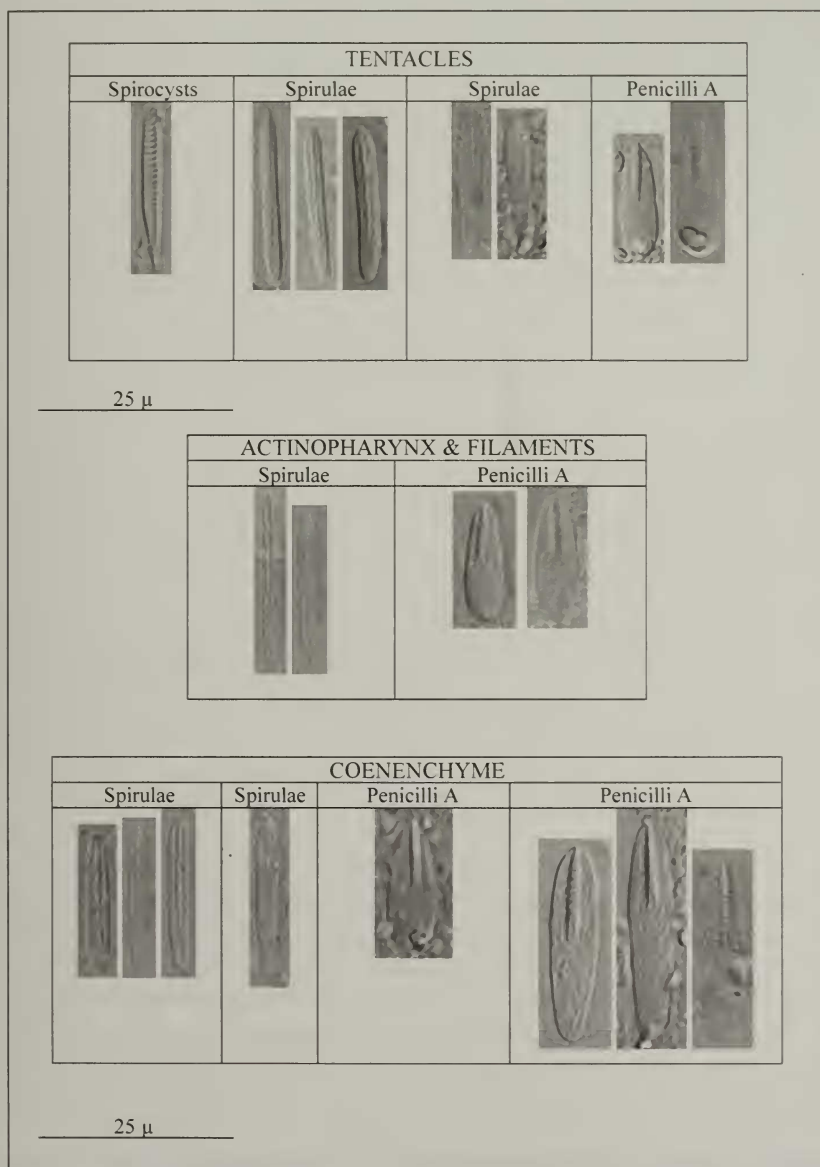 TENTACLES
Spirocysts Spirulae Spirulae Penicilli A
25 µ
ACTINOPHARYNX & FILAMENTS
Spirulae Penicilli A
COENENCHYME
Spirulae Spirulae Penicilli A Penicilli A
25 µ